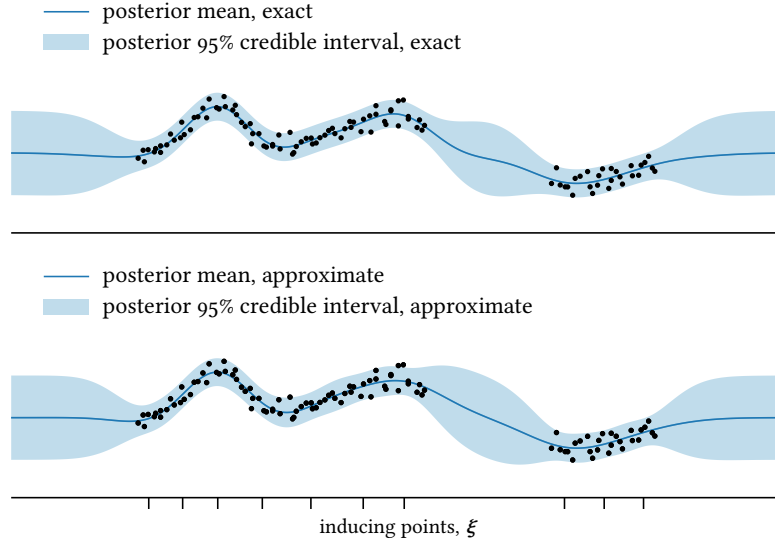 posterior mean, exact
posterior 95% credible interval, exact
posterior mean, approximate
posterior 95% credible interval, approximate
inducing points, ξ